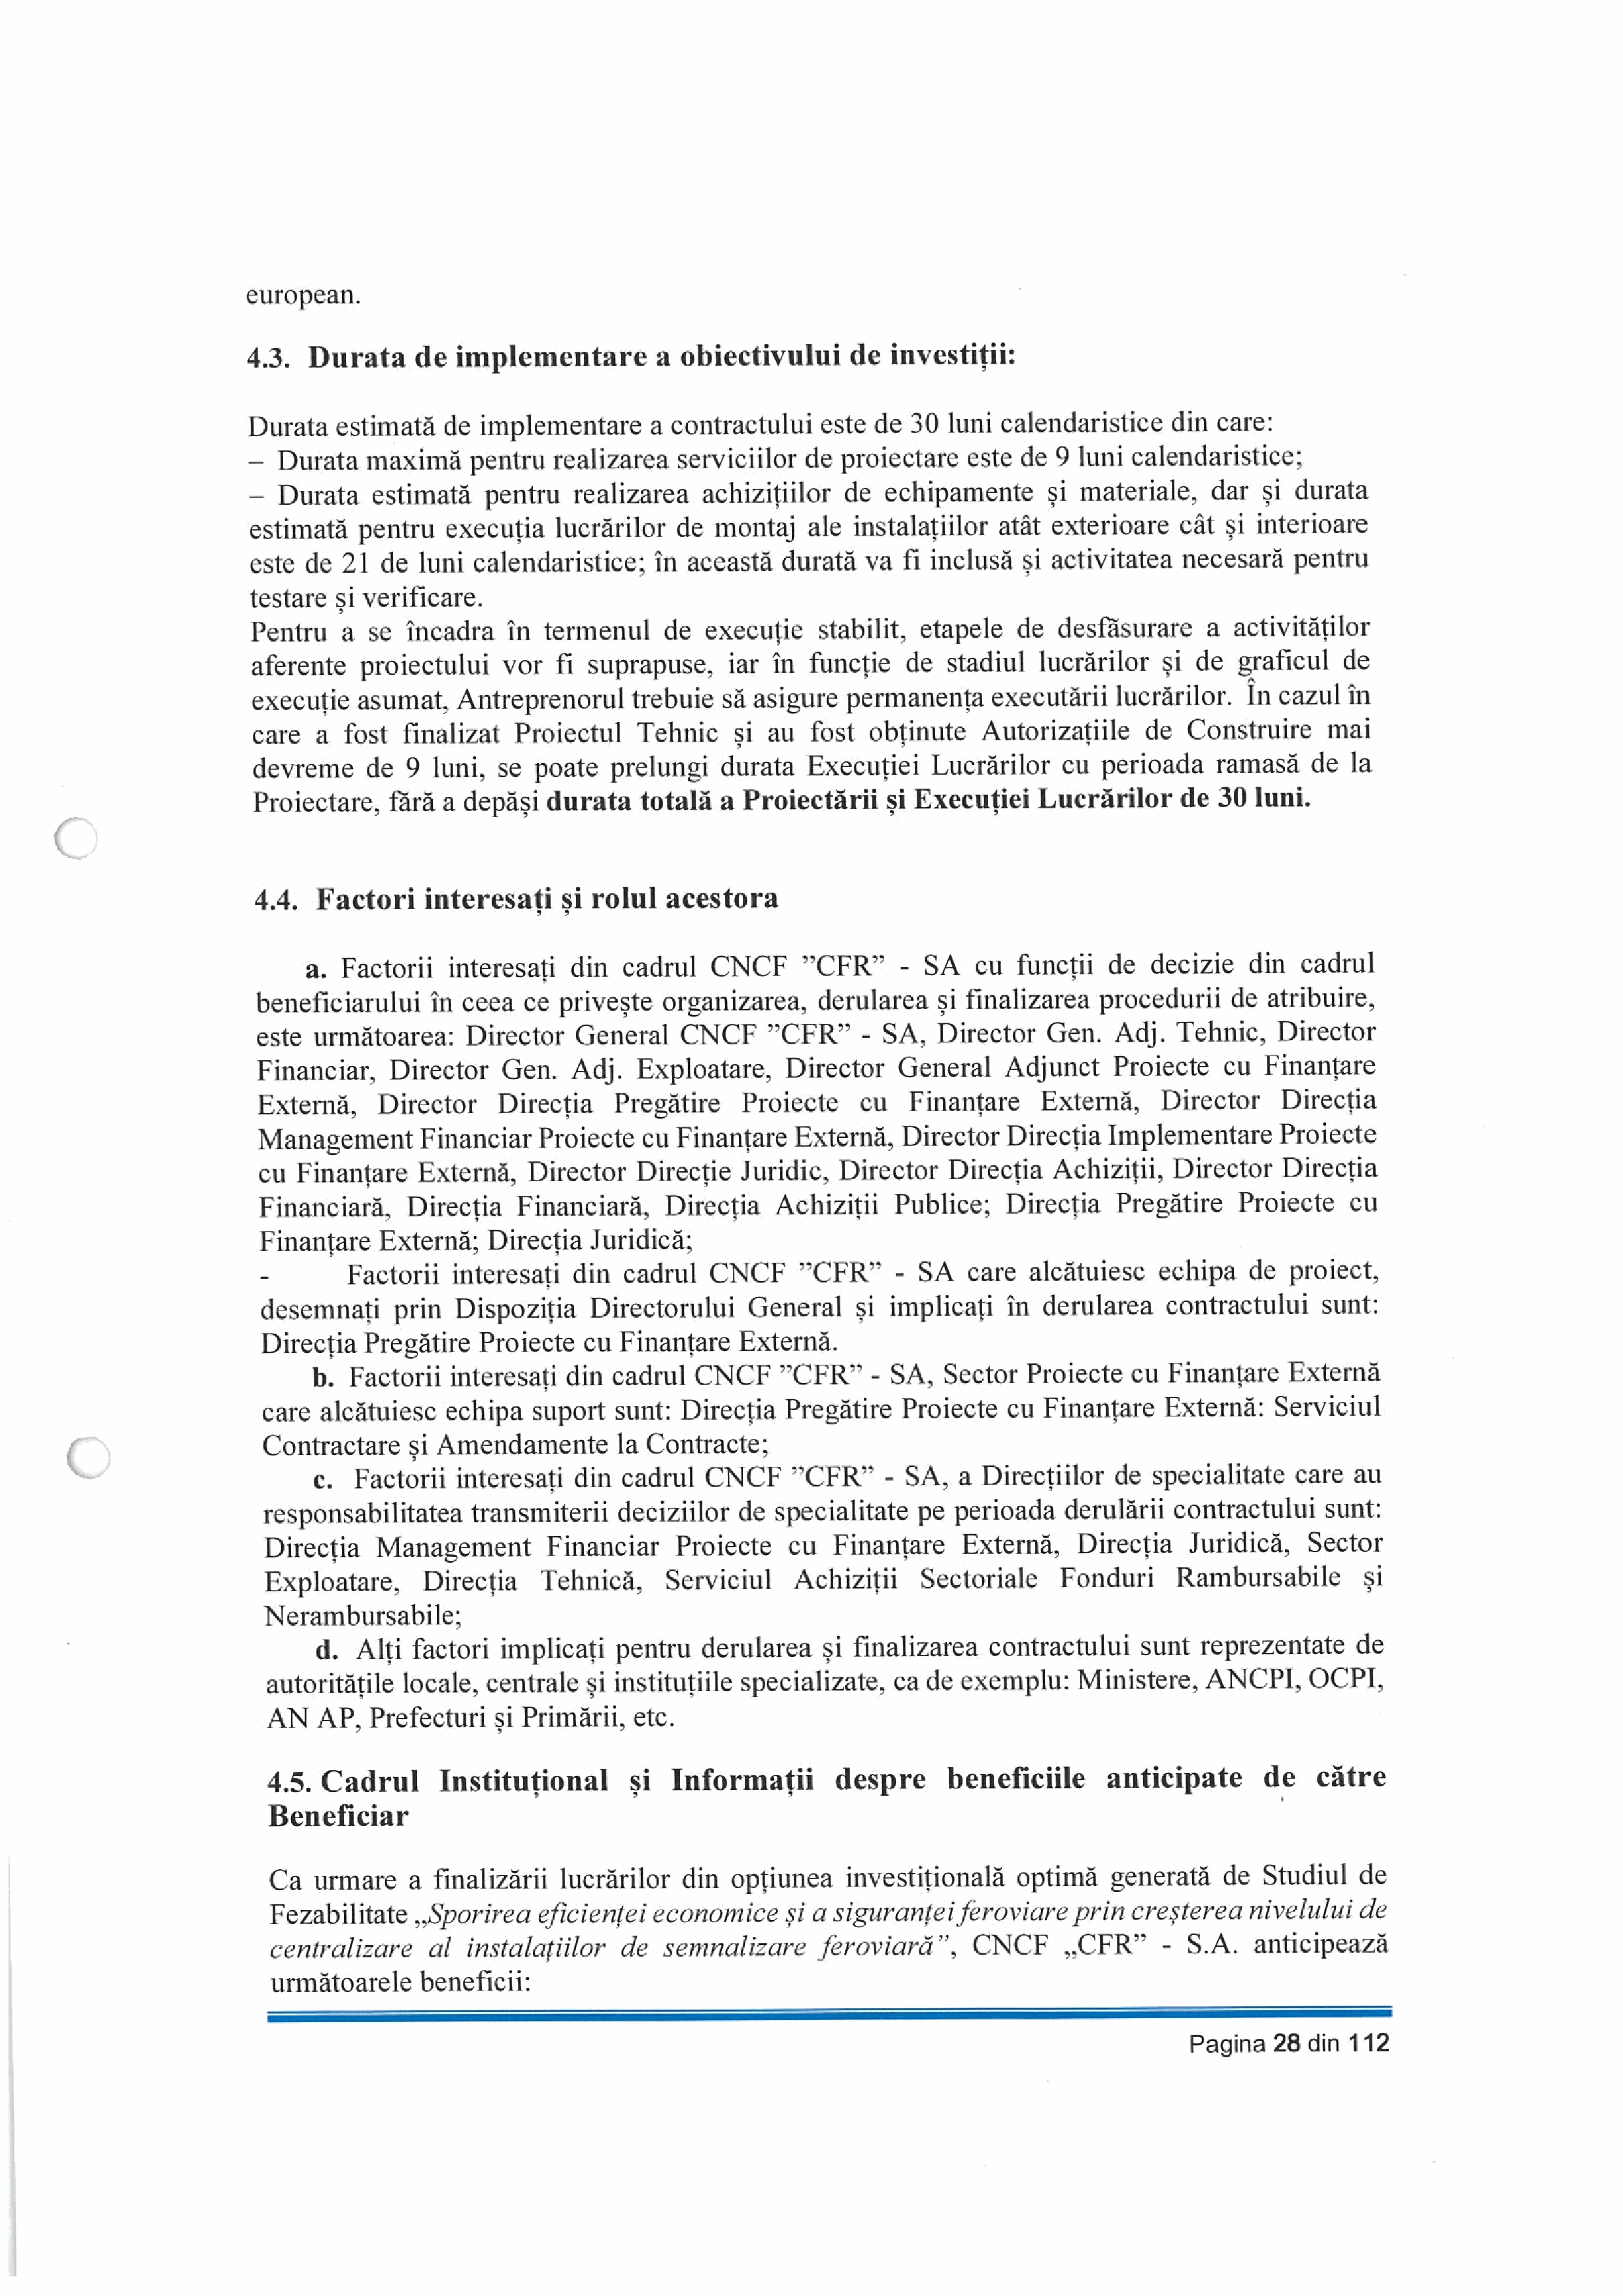 european.
4.3. Durata de implementare a obiectivului de investiții:
Durata estimată de implementare a contractului este de 30 luni calendaristice din care:
– Durata maximă pentru realizarea serviciilor de proiectare este de 9 luni calendaristice;
– Durata estimată pentru realizarea achizițiilor de echipamente și materiale, dar și durata
estimată pentru execuția lucrărilor de montaj ale instalațiilor atât exterioare cât și interioare
este de 21 de luni calendaristice; în această durată va fi inclusă și activitatea necesară pentru
testare și verificare.
Pentru a se încadra în termenul de execuție stabilit, etapele de desfăsurare a activităților
aferente proiectului vor fi suprapuse, iar în funcție de stadiul lucrărilor și de graficul de
execuție asumat, Antreprenorul trebuie să asigure permanența executării lucrărilor. În cazul în
care a fost finalizat Proiectul Tehnic și au fost obținute Autorizațiile de Construire mai
devreme de 9 luni, se poate prelungi durata Execuției Lucrărilor cu perioada ramasă de la
Proiectare, fără a depăși durata totală a Proiectării și Execuției Lucrărilor de 30 luni.
4.4. Factori interesați și rolul acestora
a. Factorii interesați din cadrul CNCF ”CFR” - SA cu funcții de decizie din cadrul
beneficiarului în ceea ce privește organizarea, derularea și finalizarea procedurii de atribuire,
este următoarea: Director General CNCF ”CFR” - SA, Director Gen. Adj. Tehnic, Director
Financiar, Director Gen. Adj. Exploatare, Director General Adjunct Proiecte cu Finanțare
Externă, Director Direcția Pregătire Proiecte cu Finanțare Externă, Director Direcția
Management Financiar Proiecte cu Finanțare Externă, Director Direcția Implementare Proiecte
cu Finanțare Externă, Director Direcție Juridic, Director Direcția Achiziții, Director Direcția
Financiară, Direcția Financiară, Direcția Achiziții Publice; Direcția Pregătire Proiecte cu
Finanțare Externă; Direcția Juridică;
- Factorii interesați din cadrul CNCF ”CFR” - SA care alcătuiesc echipa de proiect,
desemnați prin Dispoziția Directorului General și implicați în derularea contractului sunt:
Direcția Pregătire Proiecte cu Finanțare Externă.
b. Factorii interesați din cadrul CNCF ”CFR” - SA, Sector Proiecte cu Finanțare Externă
care alcătuiesc echipa suport sunt: Direcția Pregătire Proiecte cu Finanțare Externă: Serviciul
Contractare și Amendamente la Contracte;
c. Factorii interesați din cadrul CNCF ”CFR” - SA, a Direcțiilor de specialitate care au
responsabilitatea transmiterii deciziilor de specialitate pe perioada derulării contractului sunt:
Direcția Management Financiar Proiecte cu Finanțare Externă, Direcția Juridică, Sector
Exploatare, Direcția Tehnică, Serviciul Achiziții Sectoriale Fonduri Rambursabile și
Nerambursabile;
d. Alți factori implicați pentru derularea și finalizarea contractului sunt reprezentate de
autoritățile locale, centrale și instituțiile specializate, ca de exemplu: Ministere, ANCPI, OCPI,
AN AP, Prefecturi și Primării, etc.
4.5. Cadrul Instituțional și Informații despre beneficiile anticipate de către
Beneficiar
Ca urmare a finalizării lucrărilor din opțiunea investițională optimă generată de Studiul de
Fezabilitate „Sporirea eficienței economice și a siguranței feroviare prin creșterea nivelului de
centralizare al instalațiilor de semnalizare feroviară”, CNCF „CFR” - S.A. anticipează
următoarele beneficii:
Pagina 28 din 112